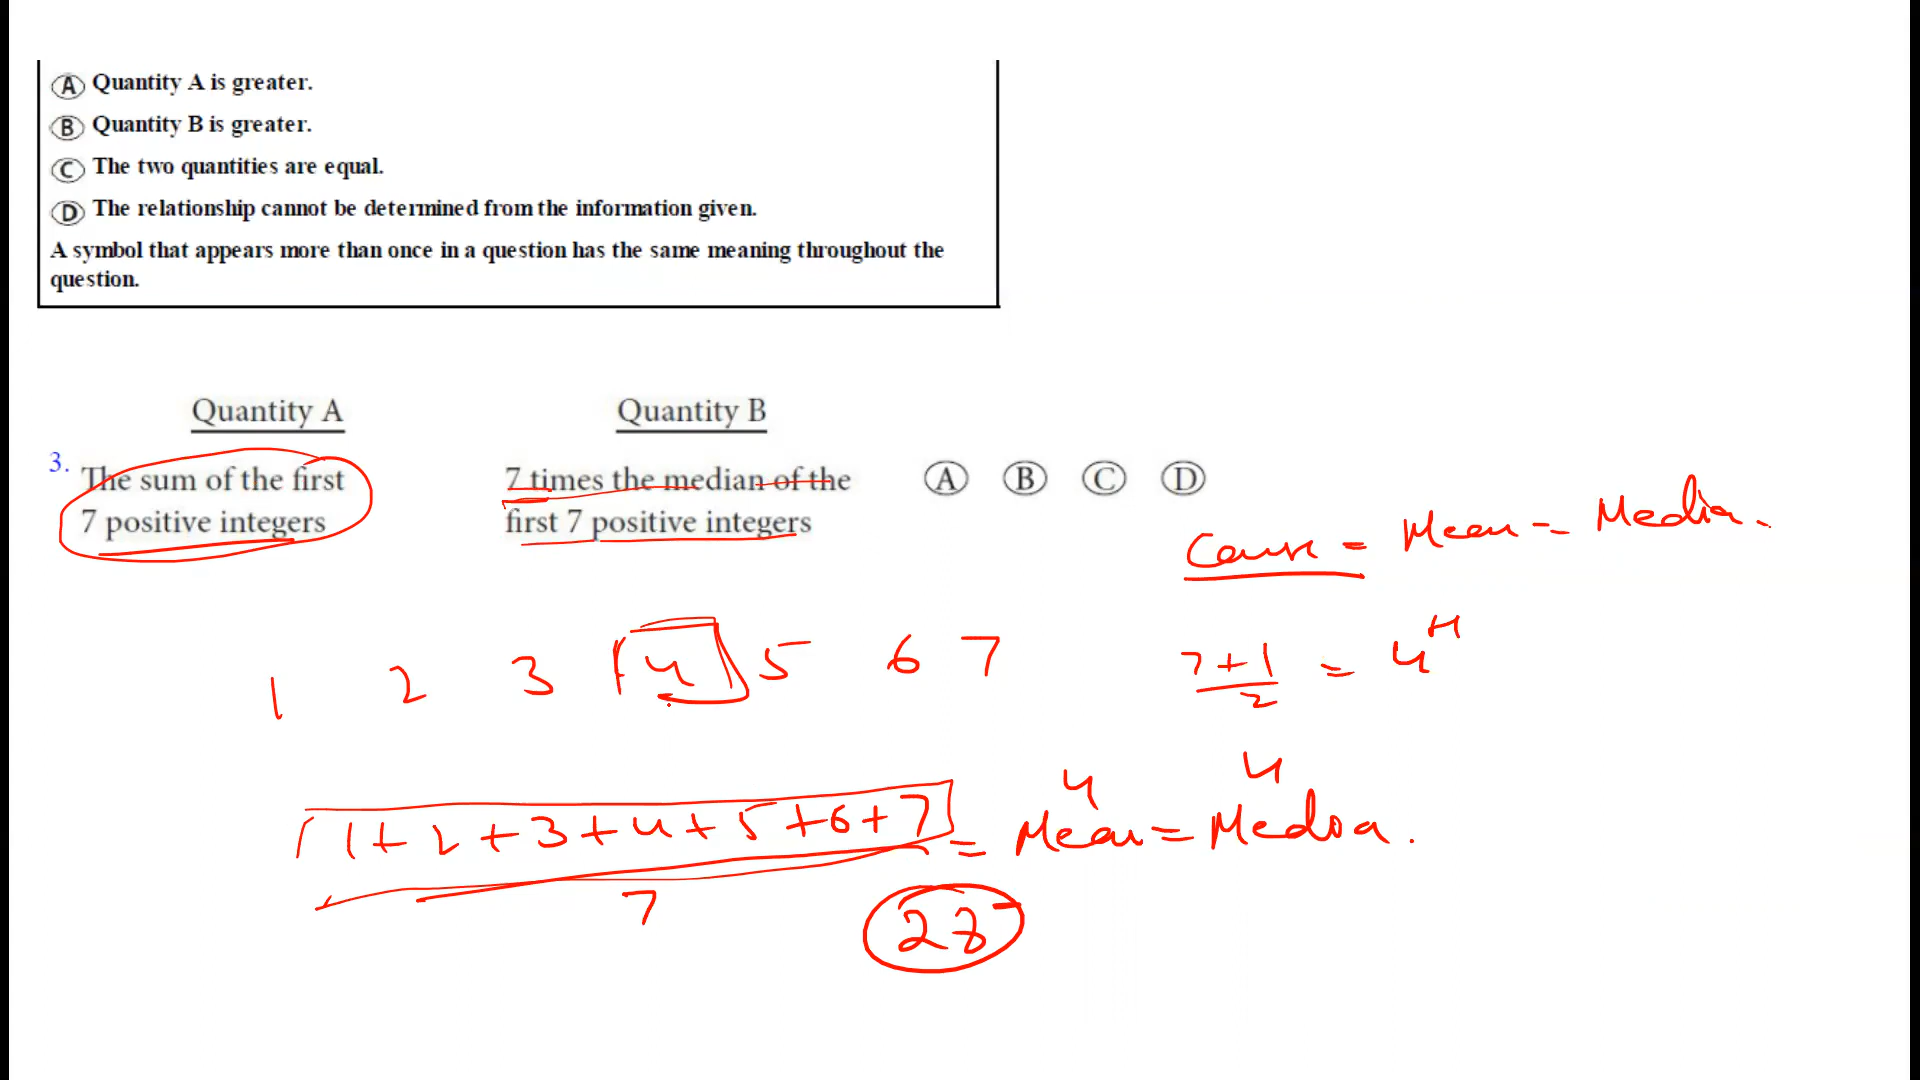 A Quantity A is greater.
B Quantity B is greater.
C The two quantities are equal.
D The relationship cannot be determined from the information given.
A symbol that appears more than once in a question has the same meaning throughout the
question.
Quantity A Quantity B
3. The sum of the first 7 times the median of the A B C D
7 positive integers first 7 positive integers
= Mean = Media
1 2 3 4 5 6 7
7+1 / 2 = 4
4 4
1+2+3+4+5+6+7 = Mean = Media
7
28